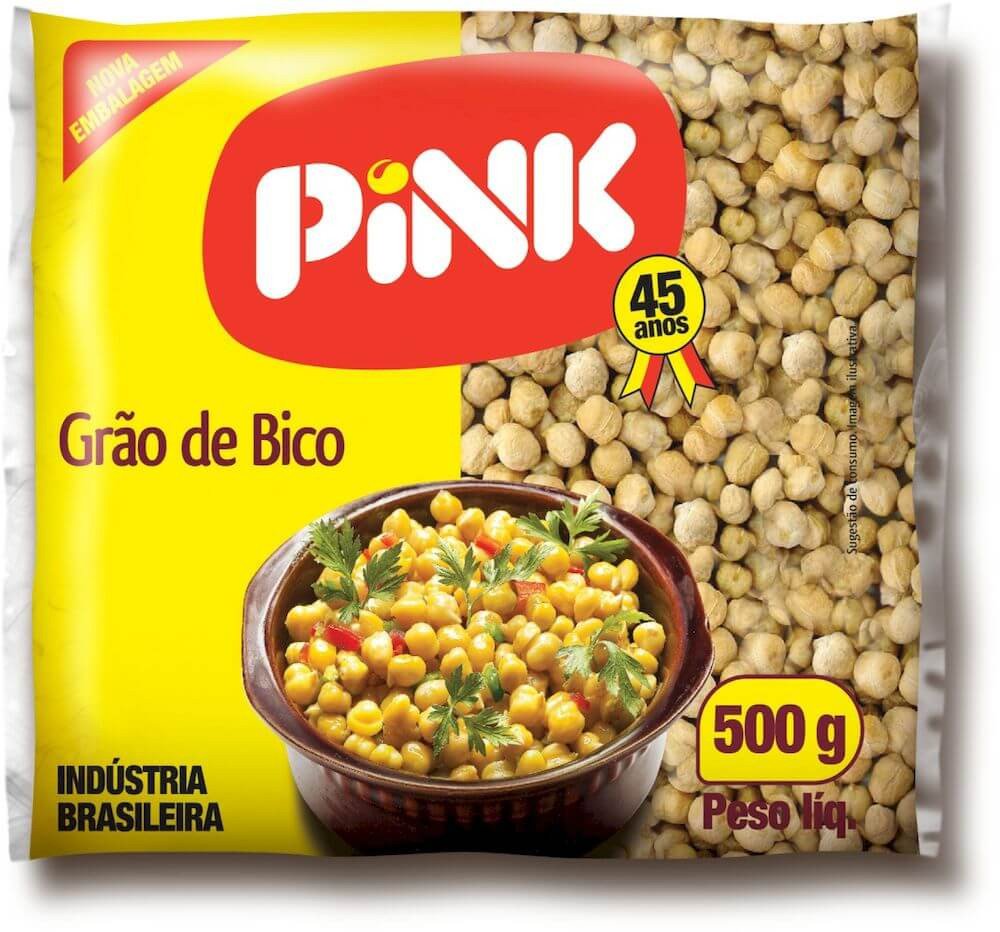 NOVA
EMBALAGEM
PiNK
45
anos
Grão de Bico
Sugestão de consumo. Imagem ilustrativa.
500 g
Peso líq.
INDÚSTRIA
BRASILEIRA